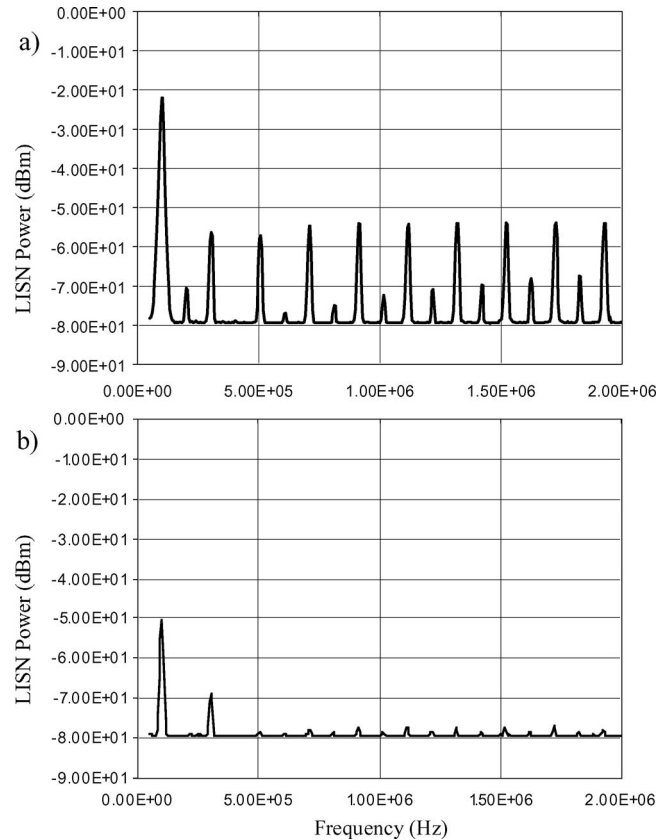 a)
0.00E+00
-1.00E+01
-2.00E+01
-3.00E+01
-4.00E+01
-5.00E+01
-6.00E+01
-7.00E+01
-8.00E+01
-9.00E+01
LISN Power (dBm)
0.00E+00 5.00E+05 1.00E+06 1.50E+06 2.00E+06
b)
0.00E+00
-1.00E+01
-2.00E+01
-3.00E+01
-4.00E+01
-5.00E+01
-6.00E+01
-7.00E+01
-8.00E+01
-9.00E+01
LISN Power (dBm)
0.00E+00 5.00E+05 1.00E+06 1.50E+06 2.00E+06
Frequency (Hz)